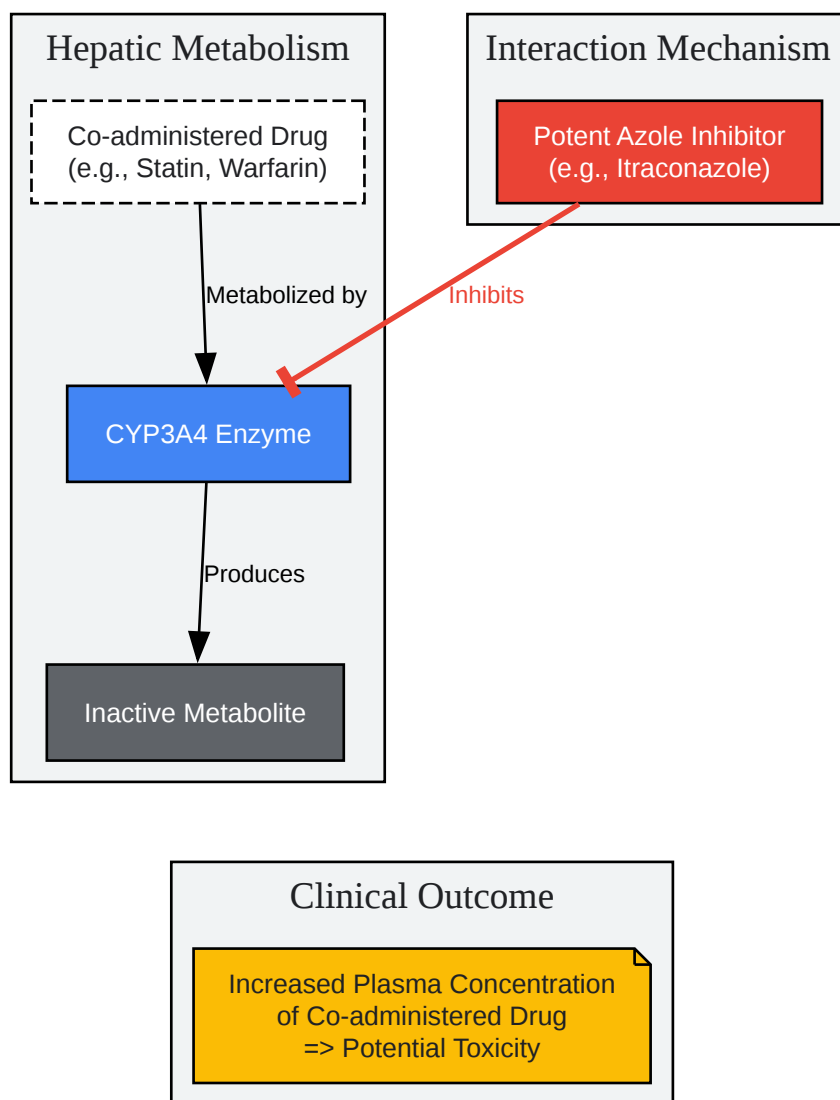 Hepatic Metabolism
Co-administered Drug
(e.g., Statin, Warfarin)
Metabolized by
CYP3A4 Enzyme
Produces
Inactive Metabolite
Interaction Mechanism
Potent Azole Inhibitor
(e.g., Itraconazole)
Inhibits
Clinical Outcome
Increased Plasma Concentration
of Co-administered Drug
=> Potential Toxicity